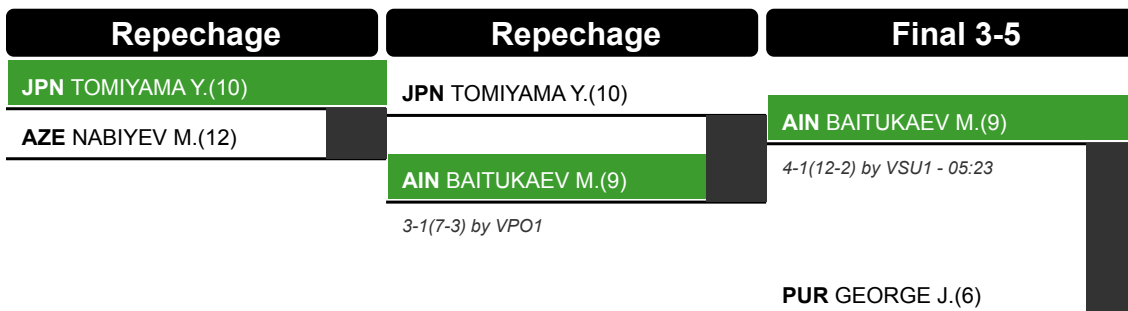 Repechage
JPN TOMIYAMA Y.(10)
AZE NABIYEV M.(12)
Repechage
JPN TOMIYAMA Y.(10)
AIN BAITUKAEV M.(9)
3-1(7-3) by VPO1
Final 3-5
AIN BAITUKAEV M.(9)
4-1(12-2) by VSU1 - 05:23
PUR GEORGE J.(6)